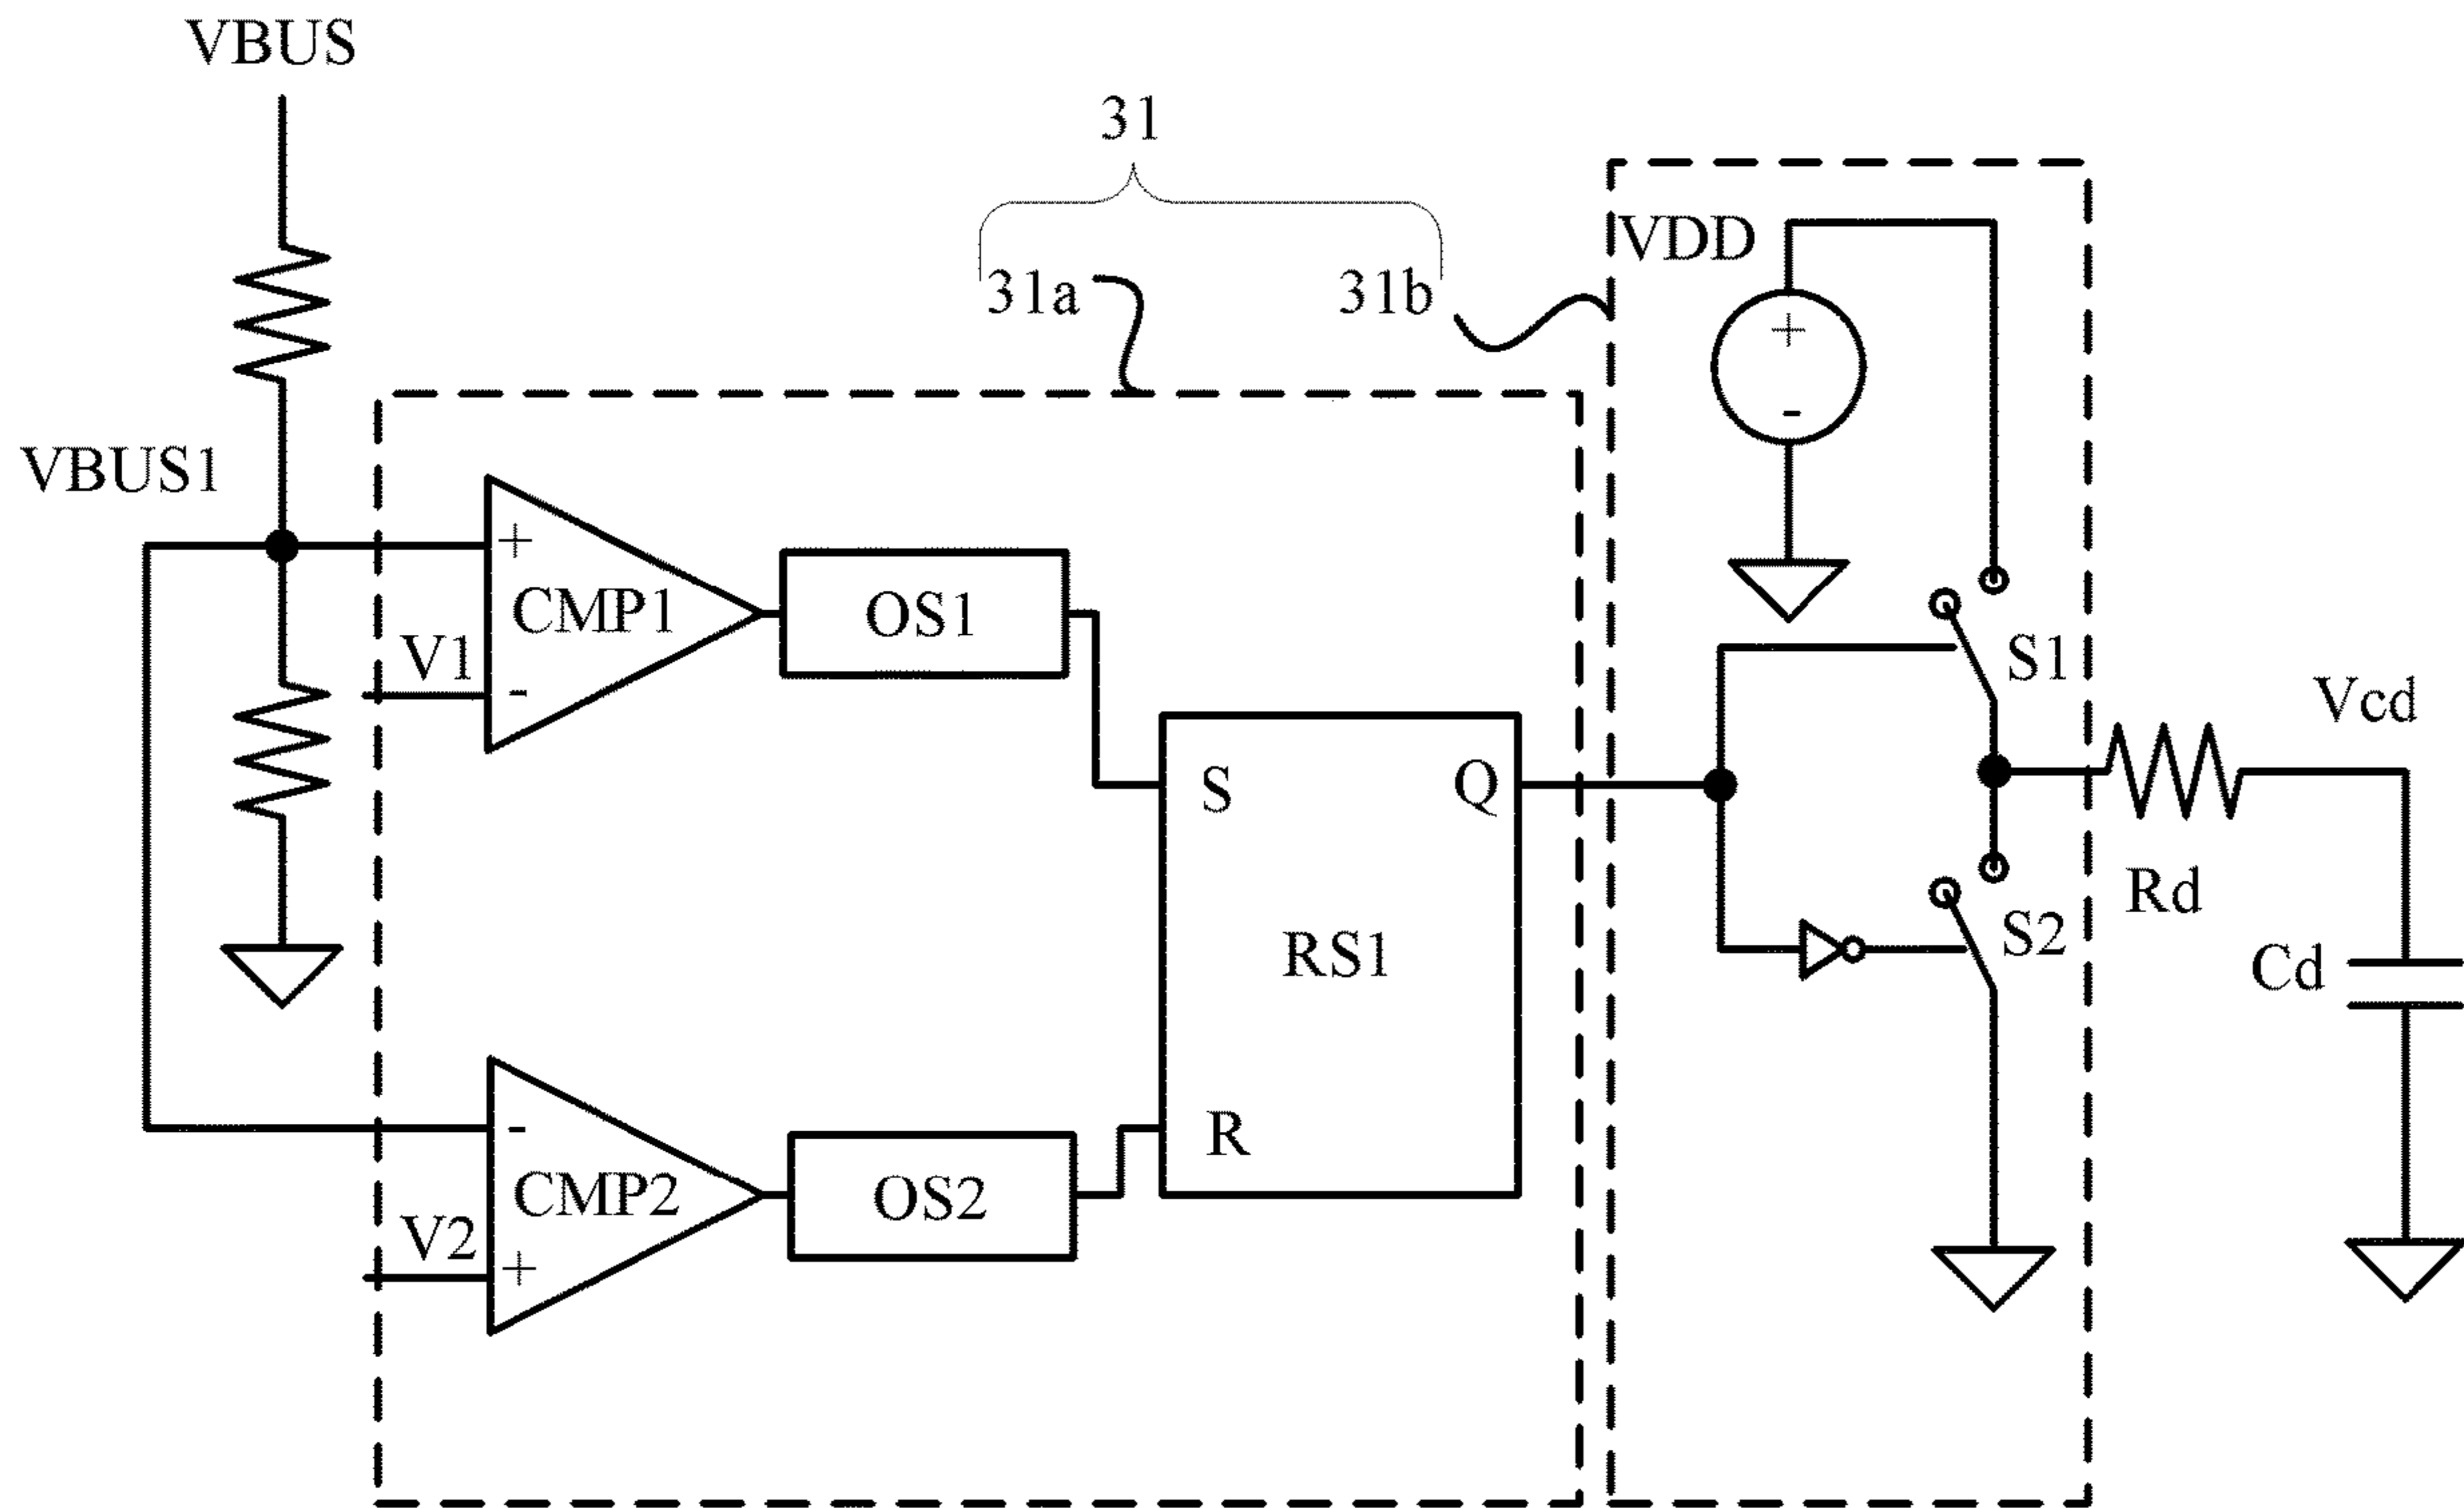 VBUS
31
31a
31b
VDD
+
-
VBUS1
+
CMP1
V1
-
OS1
S1
Vcd
S
Q
Rd
RS1
S2
Cd
R
-
CMP2
V2
+
OS2